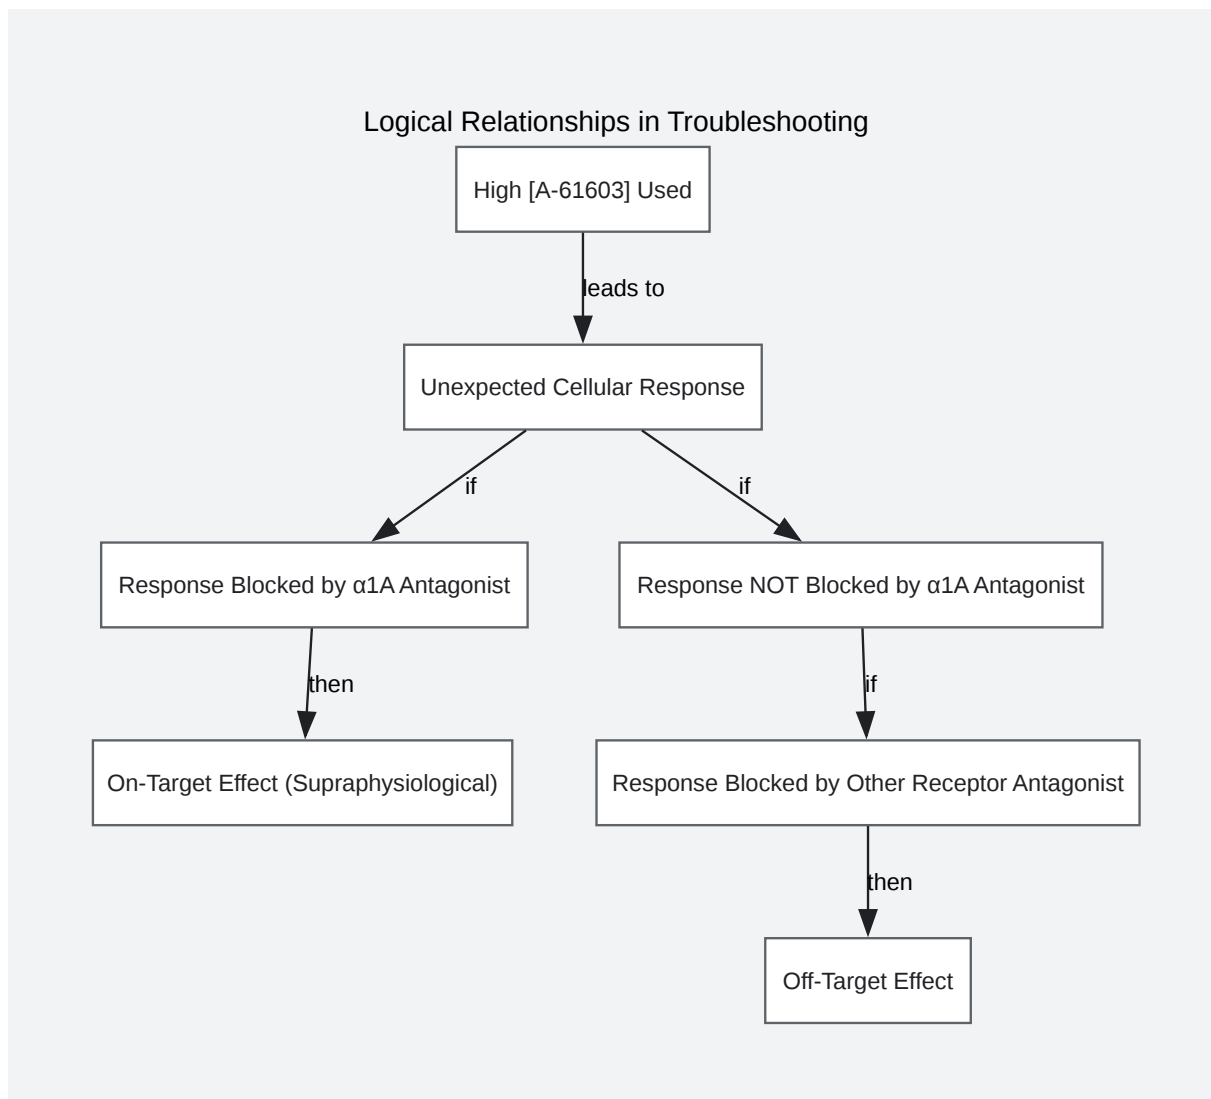 Logical Relationships in Troubleshooting
High [A-61603] Used
leads to
Unexpected Cellular Response
if
if
Response Blocked by α1A Antagonist
Response NOT Blocked by α1A Antagonist
then
if
On-Target Effect (Supraphysiological)
Response Blocked by Other Receptor Antagonist
then
Off-Target Effect